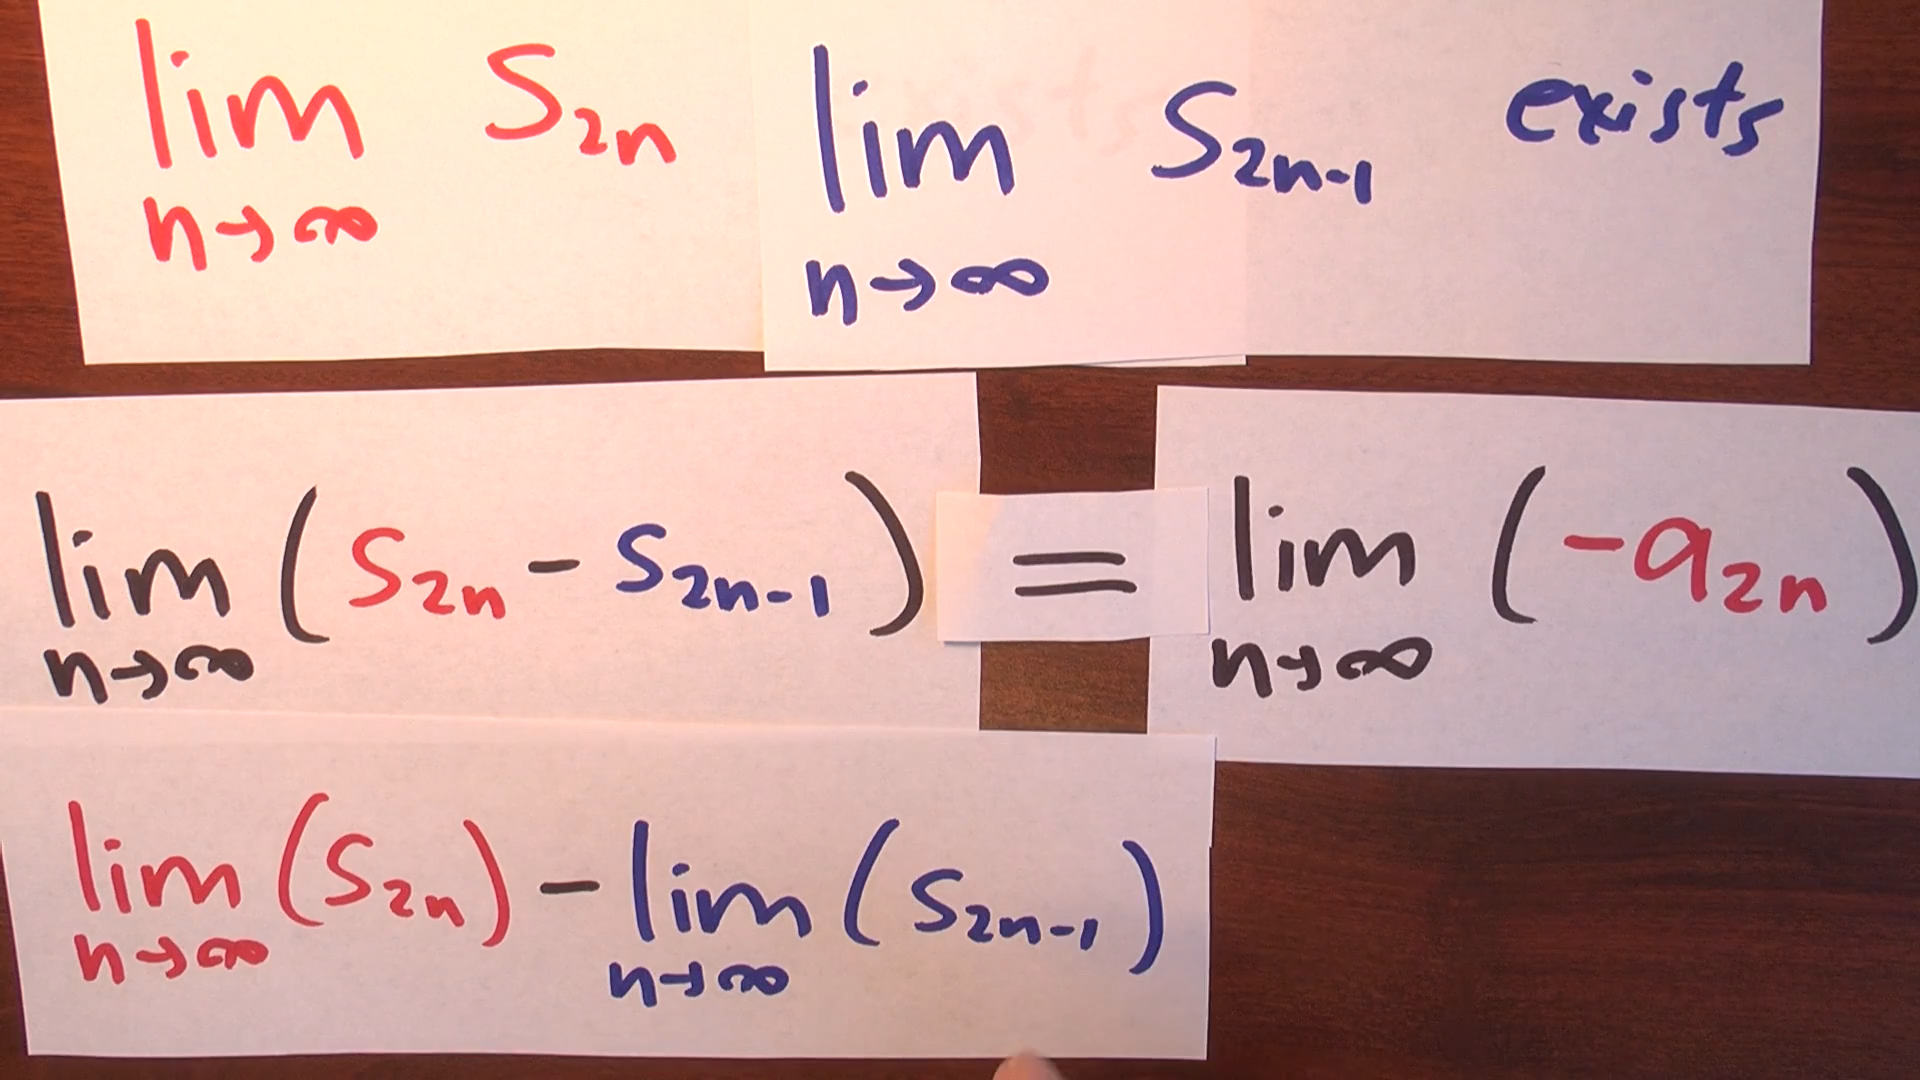 lim n→∞ S₂ₙ lim n→∞ S₂ₙ₋₁ exists
lim n→∞ (S₂ₙ - S₂ₙ₋₁) = lim n→∞ (-a₂ₙ)
lim n→∞ (S₂ₙ) - lim n→∞ (S₂ₙ₋₁)